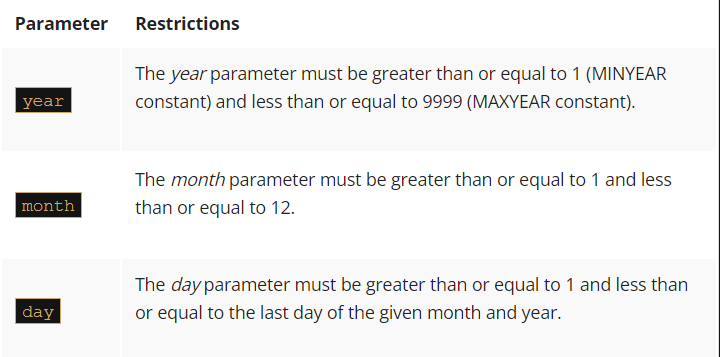 Parameter Restrictions
The year parameter must be greater than or equal to 1 (MINYEAR
year
constant) and less than or equal to 9999 (MAXYEAR constant).
The month parameter must be greater than or equal to 1 and less
month
than or equal to 12.
The day parameter must be greater than or equal to 1 and less than
day
or equal to the last day of the given month and year.